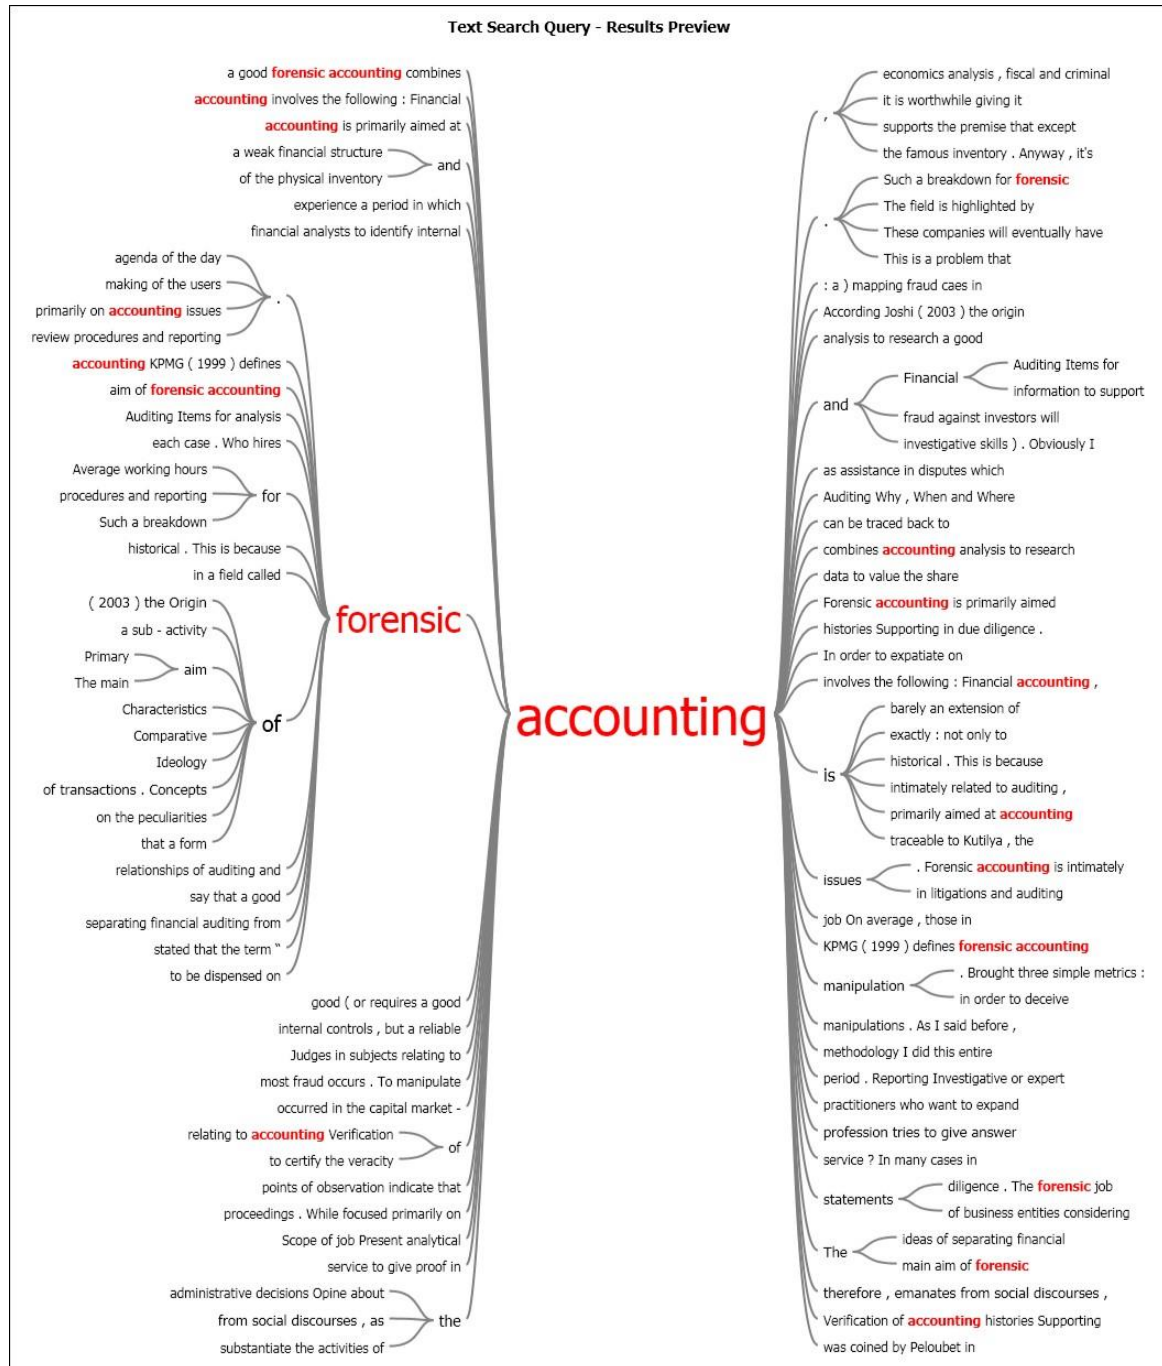 Text Search Query - Results Preview
a good forensic accounting combines
accounting involves the following : Financial
accounting is primarily aimed at
a weak financial structure
of the physical inventory
and
experience a period in which
financial analysts to identify internal
agenda of the day
making of the users
primarily on accounting issues
review procedures and reporting
.
accounting KPMG ( 1999 ) defines
aim of forensic accounting
Auditing Items for analysis
each case . Who hires
Average working hours
procedures and reporting
Such a breakdown
for
historical . This is because
in a field called
( 2003 ) the Origin
a sub - activity
Primary
The main
aim
Characteristics
Comparative
Ideology
of transactions . Concepts
on the peculiarities
that a form
of
relationships of auditing and
say that a good
separating financial auditing from
stated that the term “
to be dispensed on
forensic
good ( or requires a good
internal controls , but a reliable
Judges in subjects relating to
most fraud occurs . To manipulate
occurred in the capital market -
relating to accounting Verification
to certify the veracity
of
points of observation indicate that
proceedings . While focused primarily on
Scope of job Present analytical
service to give proof in
administrative decisions Opine about
from social discourses , as
substantiate the activities of
the
accounting
,
economics analysis , fiscal and criminal
it is worthwhile giving it
supports the premise that except
the famous inventory . Anyway , it's
.
Such a breakdown for forensic
The field is highlighted by
These companies will eventually have
This is a problem that
: a ) mapping fraud caes in
According Joshi ( 2003 ) the origin
analysis to research a good
and
Financial
Auditing Items for
information to support
fraud against investors will
investigative skills ) . Obviously I
as assistance in disputes which
Auditing Why , When and Where
can be traced back to
combines accounting analysis to research
data to value the share
Forensic accounting is primarily aimed
histories Supporting in due diligence .
In order to expatiate on
involves the following : Financial accounting ,
is
barely an extension of
exactly : not only to
historical . This is because
intimately related to auditing ,
primarily aimed at accounting
traceable to Kutilya , the
issues
. Forensic accounting is intimately
in litigations and auditing
job On average , those in
KPMG ( 1999 ) defines forensic accounting
manipulation
. Brought three simple metrics :
in order to deceive
manipulations . As I said before ,
methodology I did this entire
period . Reporting Investigative or expert
practitioners who want to expand
profession tries to give answer
service ? In many cases in
statements
diligence . The forensic job
of business entities considering
The
ideas of separating financial
main aim of forensic
therefore , emanates from social discourses ,
Verification of accounting histories Supporting
was coined by Peloubet in